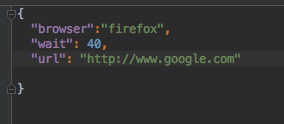 {
"browser":"firefox",
"wait": 40,
"url": "http://www.google.com"
}